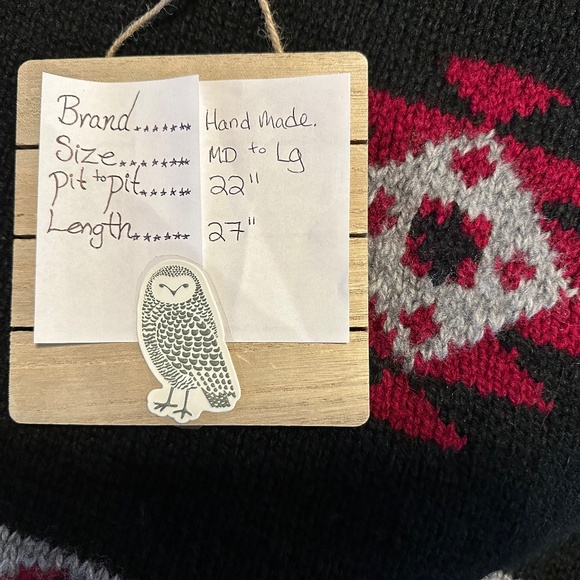 Brand....... Hand Made.
Size....... MD to Lg
Pit to pit...... 22"
Length....... 27"